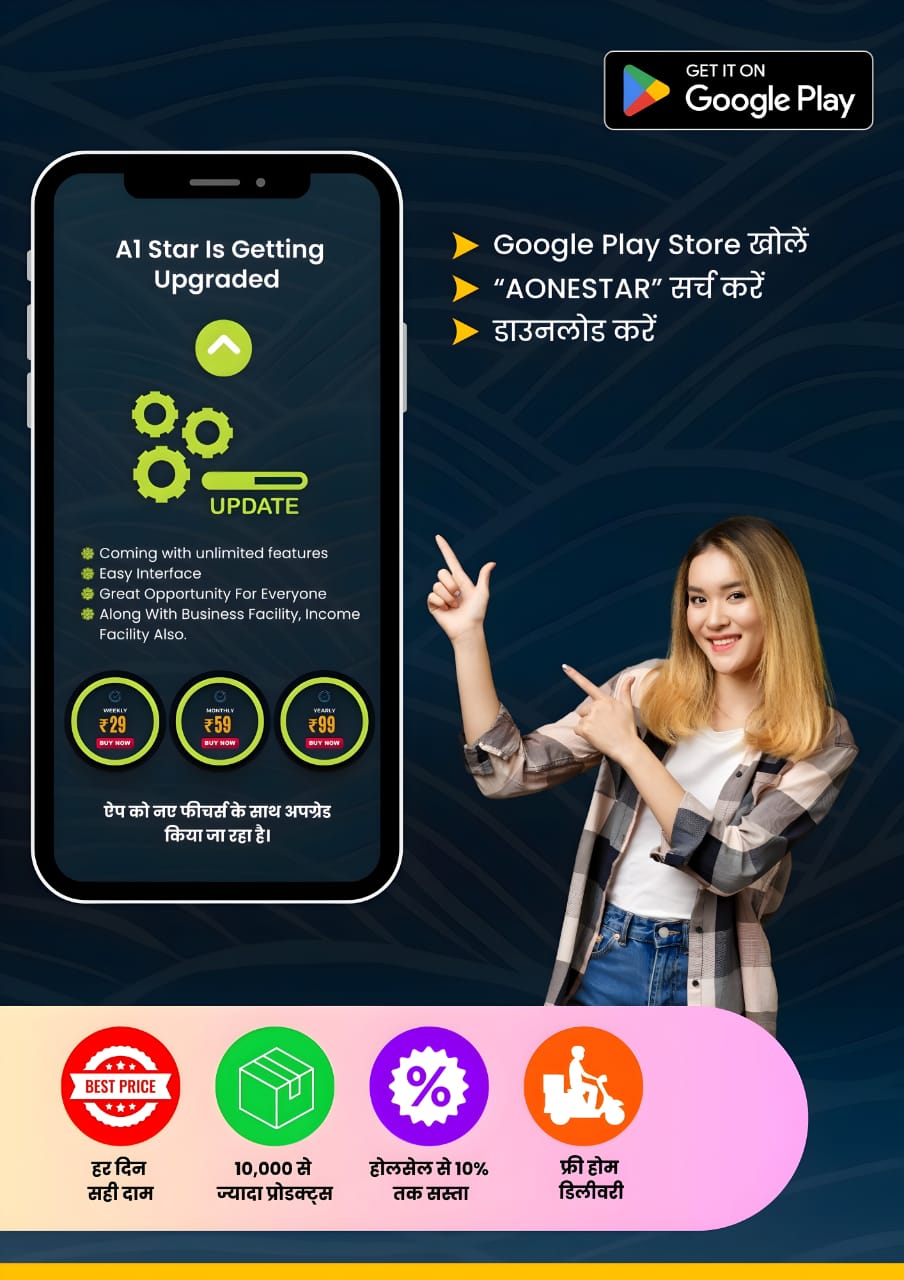 GET IT ON
Google Play
A1 Star Is Getting
Upgraded
UPDATE
Coming with unlimited features
Easy Interface
Great Opportunity For Everyone
Along With Business Facility, Income
Facility Also.
WEEKLY
₹29
BUY NOW
MONTHLY
₹59
BUY NOW
YEARLY
₹99
BUY NOW
ऐप को नए फीचर्स के साथ अपग्रेड
किया जा रहा है।
Google Play Store खोलें
“AONESTAR” सर्च करें
डाउनलोड करें
BEST PRICE
हर दिन
सही दाम
10,000 से
ज्यादा प्रोडक्ट्स
%
होलसेल से 10%
तक सस्ता
फ्री होम
डिलीवरी